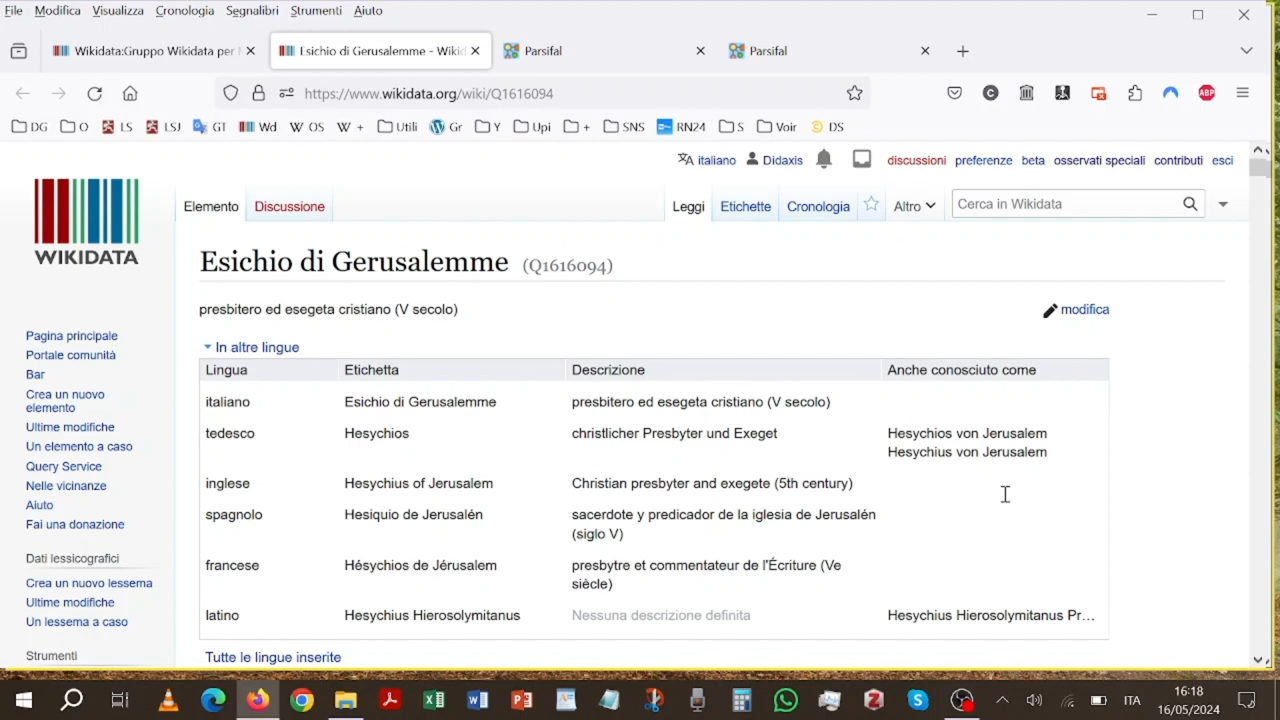 File Modifica Visualizza Cronologia Segnalibri Strumenti Aiuto
Wikidata:Gruppo Wikidata per Esichio di Gerusalemme - Wikid Parsifal Parsifal
https://www.wikidata.org/wiki/Q1616094
DG O LS LSJ GT Wd OS + Utili Gr Y Upi + SNS RN24 S Voir DS
italiano Didaxis discussioni preferenze beta osservati speciali contributi esci
Elemento Discussione Leggi Etichette Cronologia Altro Cerca in Wikidata
WIKIDATA
Esichio di Gerusalemme (Q1616094)
presbitero ed esegeta cristiano (V secolo) modifica
In altre lingue
Lingua Etichetta Descrizione Anche conosciuto come
italiano Esichio di Gerusalemme presbitero ed esegeta cristiano (V secolo)
tedesco Hesychios christlicher Presbyter und Exeget Hesychios von Jerusalem
Hesychius von Jerusalem
inglese Hesychius of Jerusalem Christian presbyter and exegete (5th century)
spagnolo Hesiquio de Jerusalén sacerdote y predicador de la iglesia de Jerusalén
(siglo V)
francese Hésychios de Jérusalem presbytre et commentateur de l'Écriture (Ve
siècle)
latino Hesychius Hierosolymitanus Nessuna descrizione definita Hesychius Hierosolymitanus Pr...
Tutte le lingue inserite
Pagina principale
Portale comunità
Bar
Crea un nuovo
elemento
Ultime modifiche
Un elemento a caso
Query Service
Nelle vicinanze
Aiuto
Fai una donazione
Dati lessicografici
Crea un nuovo lessema
Ultime modifiche
Un lessema a caso
Strumenti
ITA 16:18
16/05/2024